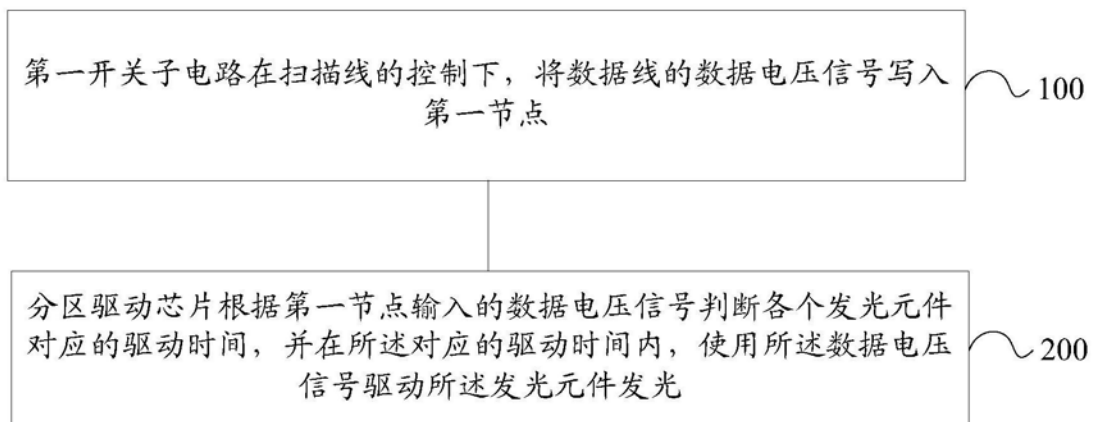 第一开关子电路在扫描线的控制下，将数据线的数据电压信号写入
第一节点
100
分区驱动芯片根据第一节点输入的数据电压信号判断各个发光元件
对应的驱动时间，并在所述对应的驱动时间内，使用所述数据电压
信号驱动所述发光元件发光
200